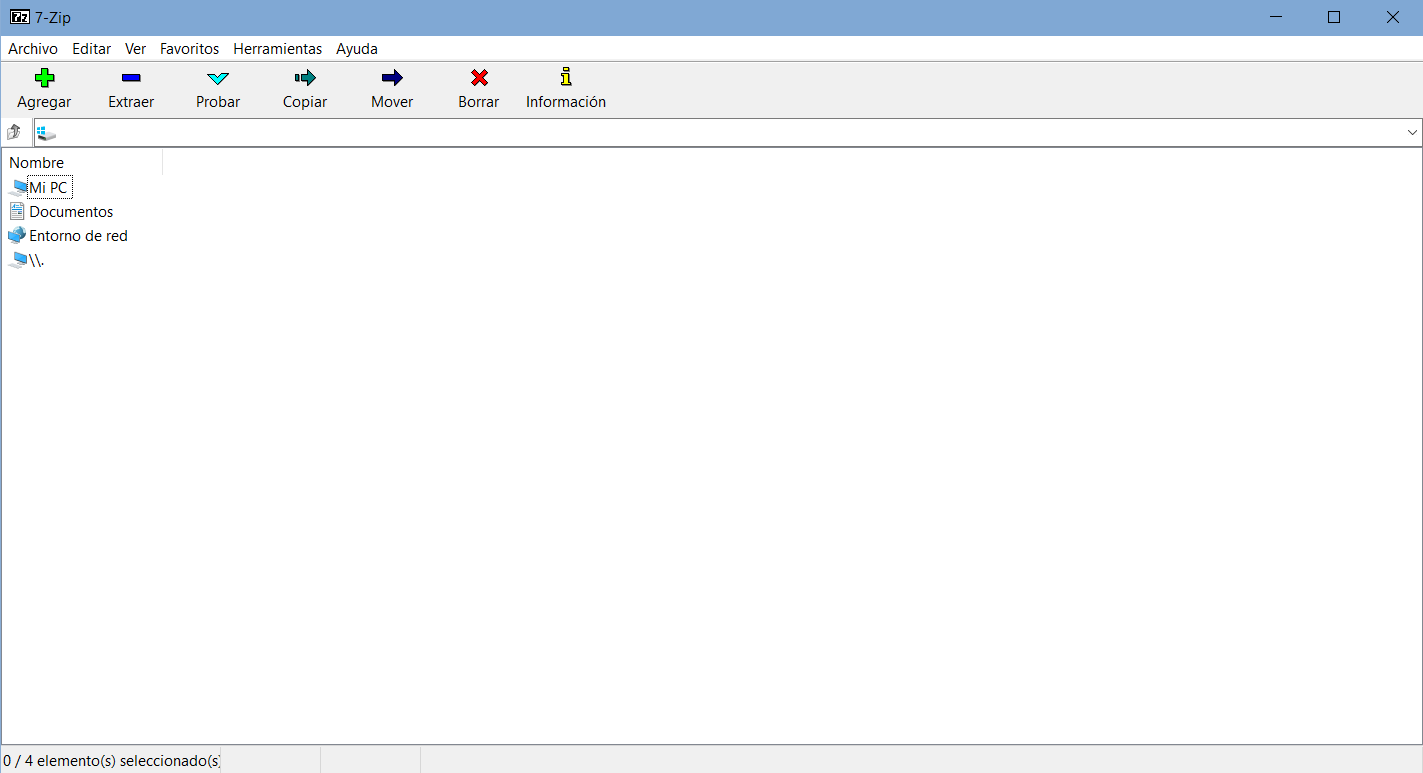 7-Zip
Archivo Editar Ver Favoritos Herramientas Ayuda
Agregar Extraer Probar Copiar Mover Borrar Información
Nombre
Mi PC
Documentos
Entorno de red
\\.
0 / 4 elemento(s) seleccionado(s